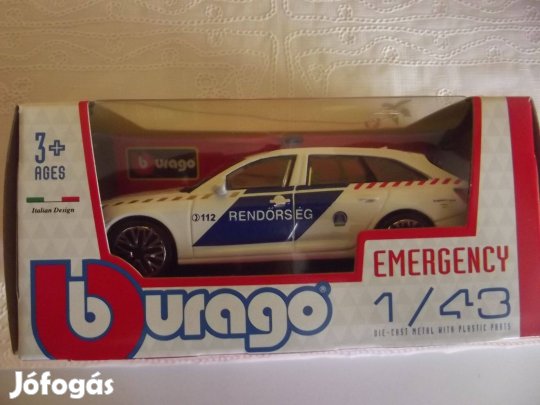 3+
AGES
Italian Design
burago
112
RENDŐRSÉG
EMERGENCY
burago
1/43
DIE-CAST METAL WITH PLASTIC PARTS
Jófogás